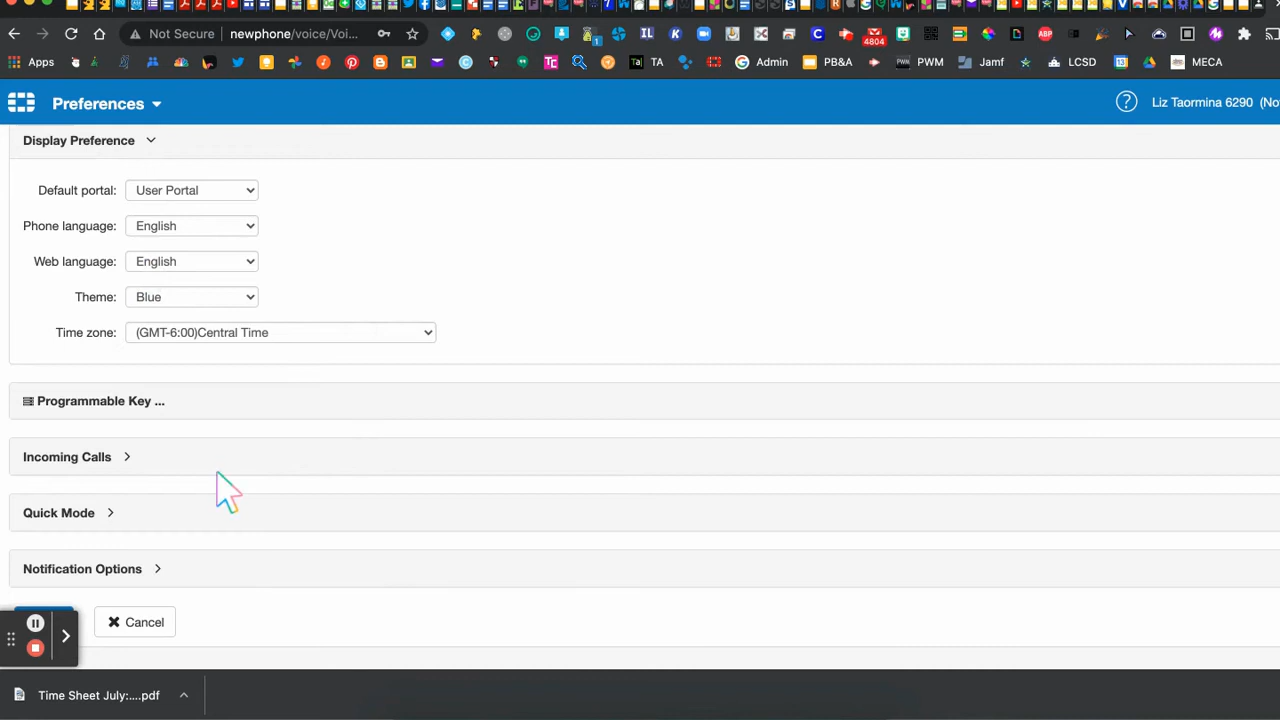 Not Secure newphone/voice/Voi...
4804
Apps TA Admin PB&A PWM Jamf LCSD MECA
Preferences
Liz Taormina 6290 (No
Display Preference
Default portal: User Portal
Phone language: English
Web language: English
Theme: Blue
Time zone: (GMT-6:00)Central Time
Programmable Key ...
Incoming Calls
Quick Mode
Notification Options
Cancel
Time Sheet July:....pdf